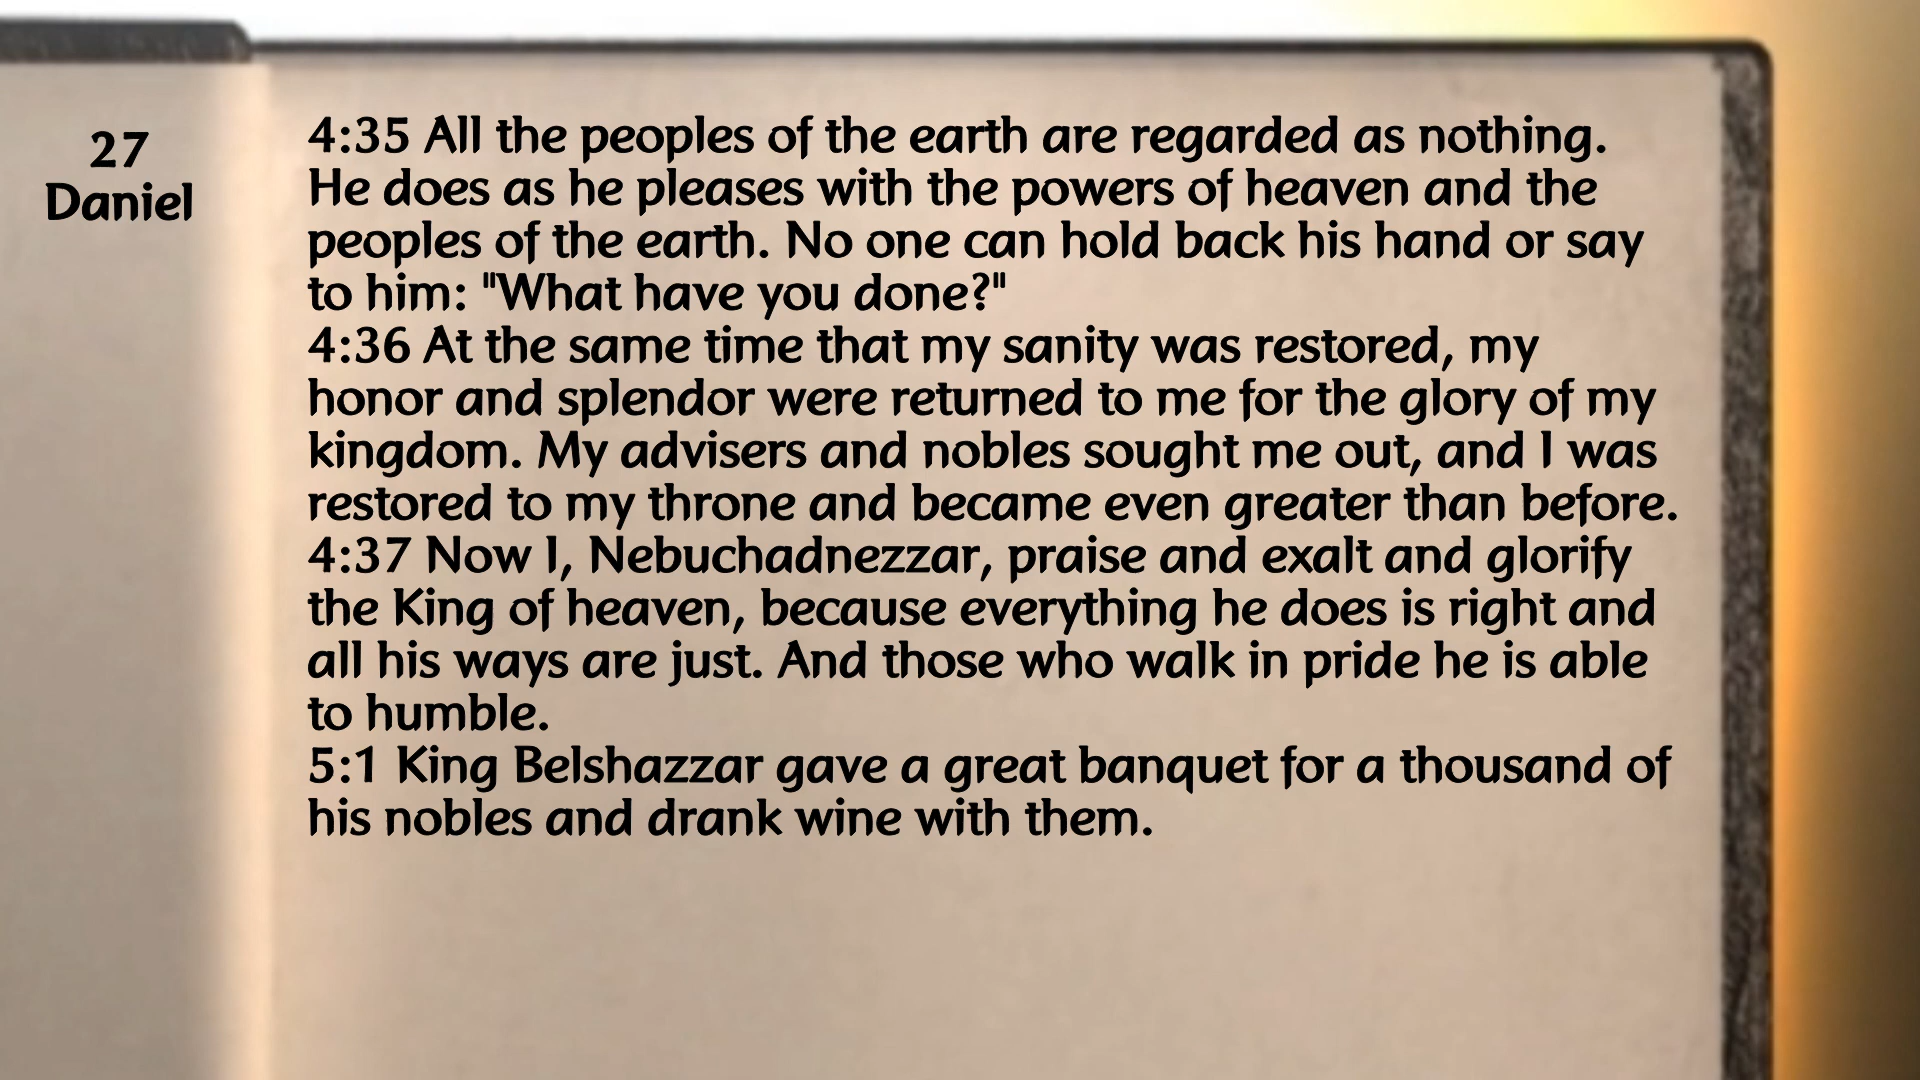 27
Daniel
4:35 All the peoples of the earth are regarded as nothing.
He does as he pleases with the powers of heaven and the
peoples of the earth. No one can hold back his hand or say
to him: "What have you done?"
4:36 At the same time that my sanity was restored, my
honor and splendor were returned to me for the glory of my
kingdom. My advisers and nobles sought me out, and I was
restored to my throne and became even greater than before.
4:37 Now I, Nebuchadnezzar, praise and exalt and glorify
the King of heaven, because everything he does is right and
all his ways are just. And those who walk in pride he is able
to humble.
5:1 King Belshazzar gave a great banquet for a thousand of
his nobles and drank wine with them.